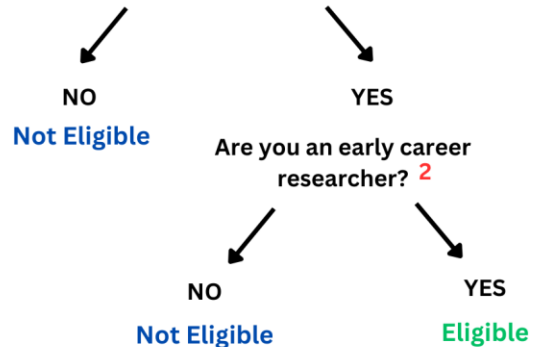 NO
YES
Not Eligible
Are you an early career
researcher? 2
NO
YES
Not Eligible
Eligible